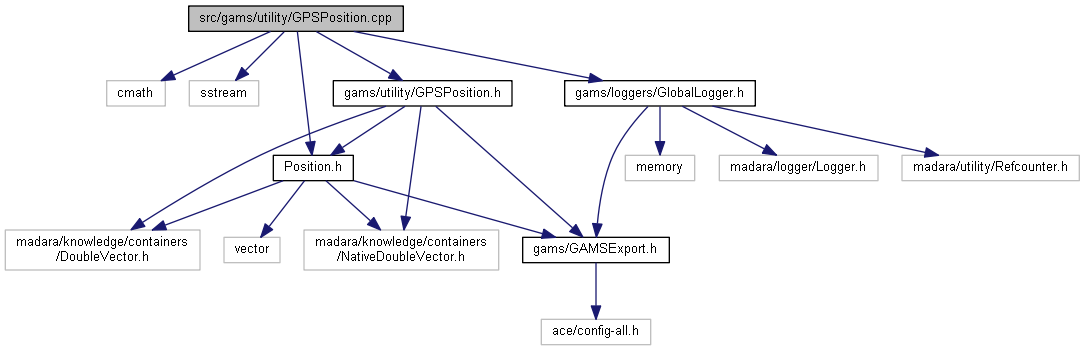 src/gams/utility/GPSPosition.cpp
cmath
sstream
gams/utility/GPSPosition.h
gams/loggers/GlobalLogger.h
Position.h
memory
madara/logger/Logger.h
madara/utility/Refcounter.h
madara/knowledge/containers
/DoubleVector.h
vector
madara/knowledge/containers
/NativeDoubleVector.h
gams/GAMSExport.h
ace/config-all.h